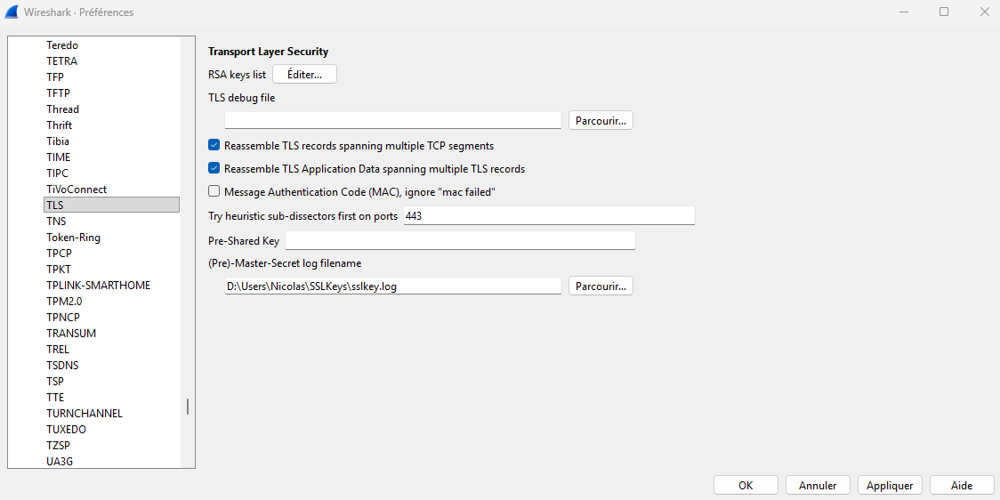 Wireshark · Préférences
Teredo
TETRA
TFP
TFTP
Thread
Thrift
Tibia
TIME
TIPC
TiVoConnect
TLS
TNS
Token-Ring
TPCP
TPKT
TPLINK-SMARTHOME
TPM2.0
TPNCP
TRANSUM
TREL
TSDNS
TSP
TTE
TURNCHANNEL
TUXEDO
TZSP
UA3G
Transport Layer Security
RSA keys list Éditer...
TLS debug file
Parcourir...
Reassemble TLS records spanning multiple TCP segments
Reassemble TLS Application Data spanning multiple TLS records
Message Authentication Code (MAC), ignore "mac failed"
Try heuristic sub-dissectors first on ports 443
Pre-Shared Key
(Pre)-Master-Secret log filename
D:\Users\Nicolas\SSLKeys\sslkey.log Parcourir...
OK Annuler Appliquer Aide